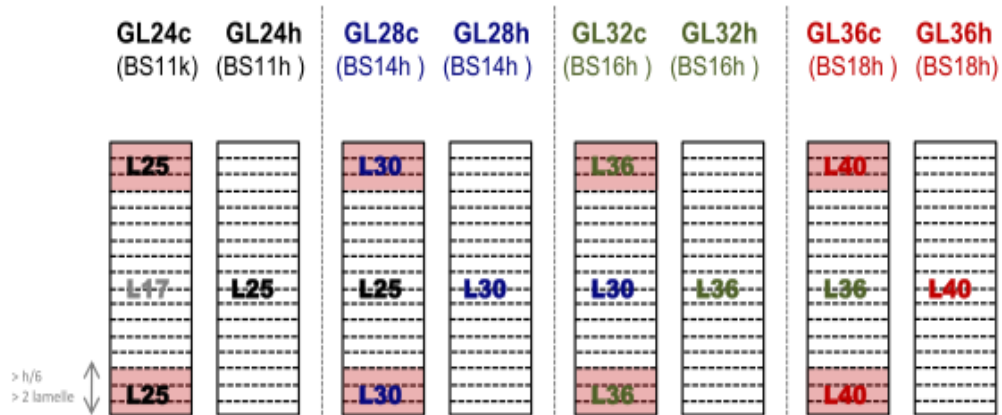 GL24c GL24h GL28c GL28h GL32c GL32h GL36c GL36h
(BS11k) (BS11h ) (BS14h ) (BS14h ) (BS16h ) (BS16h ) (BS18h ) (BS18h)
L25 L30 L36 L40
L17 L25 L25 L30 L30 L36 L36 L40
> h/6
> 2 lamelle
L25 L30 L36 L40